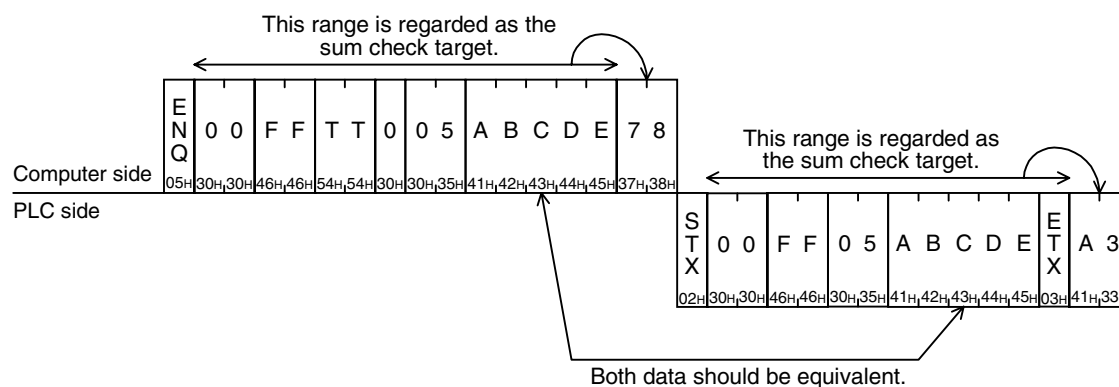 This range is regarded as the
sum check target.
ENQ 0 0 F F T T 0 0 5 A B C D E 7 8
Computer side
05H 30H 30H 46H 46H 54H 54H 30H 30H 35H 41H 42H 43H 44H 45H 37H 38H
This range is regarded as
the sum check target.
PLC side
STX 0 0 F F 0 5 A B C D E ETX A 3
02H 30H 30H 46H 46H 30H 35H 41H 42H 43H 44H 45H 03H 41H 33
Both data should be equivalent.